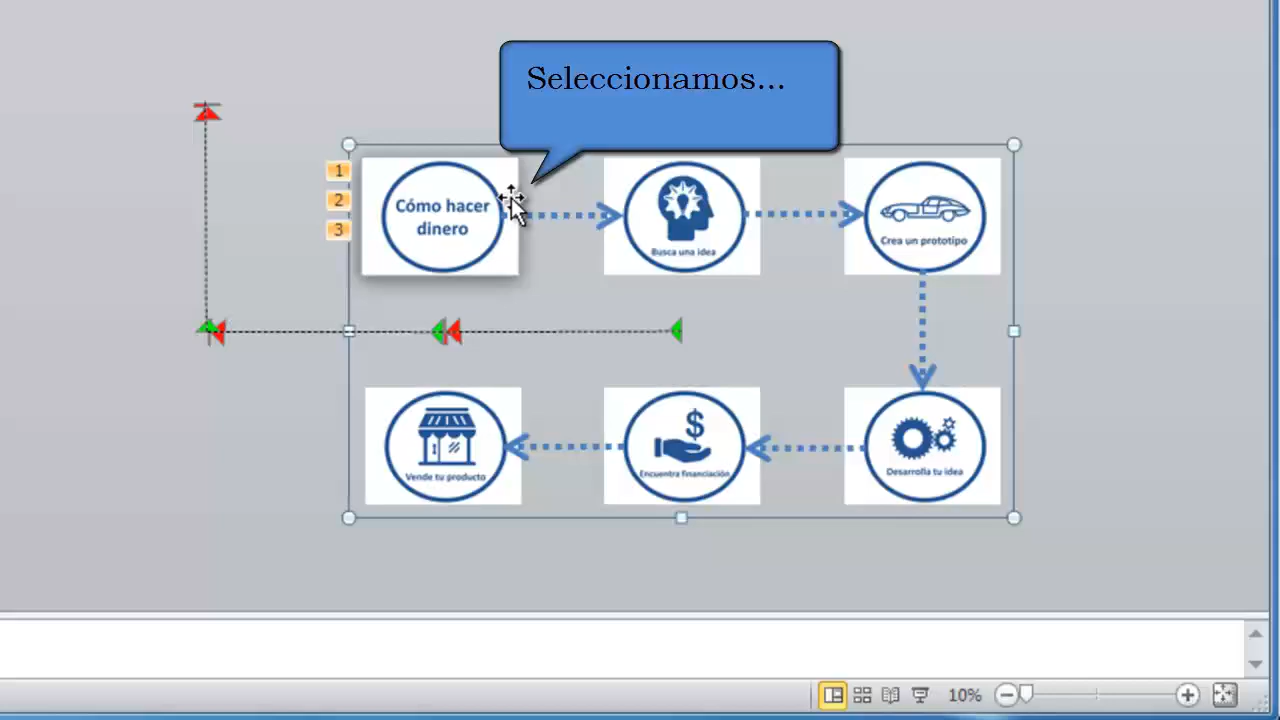 Seleccionamos...
1
2
3
Cómo hacer
dinero
Busca una idea
Crea un prototipo
$
Vende tu producto
Encuentra financiación
Desarrolla tu idea
10%